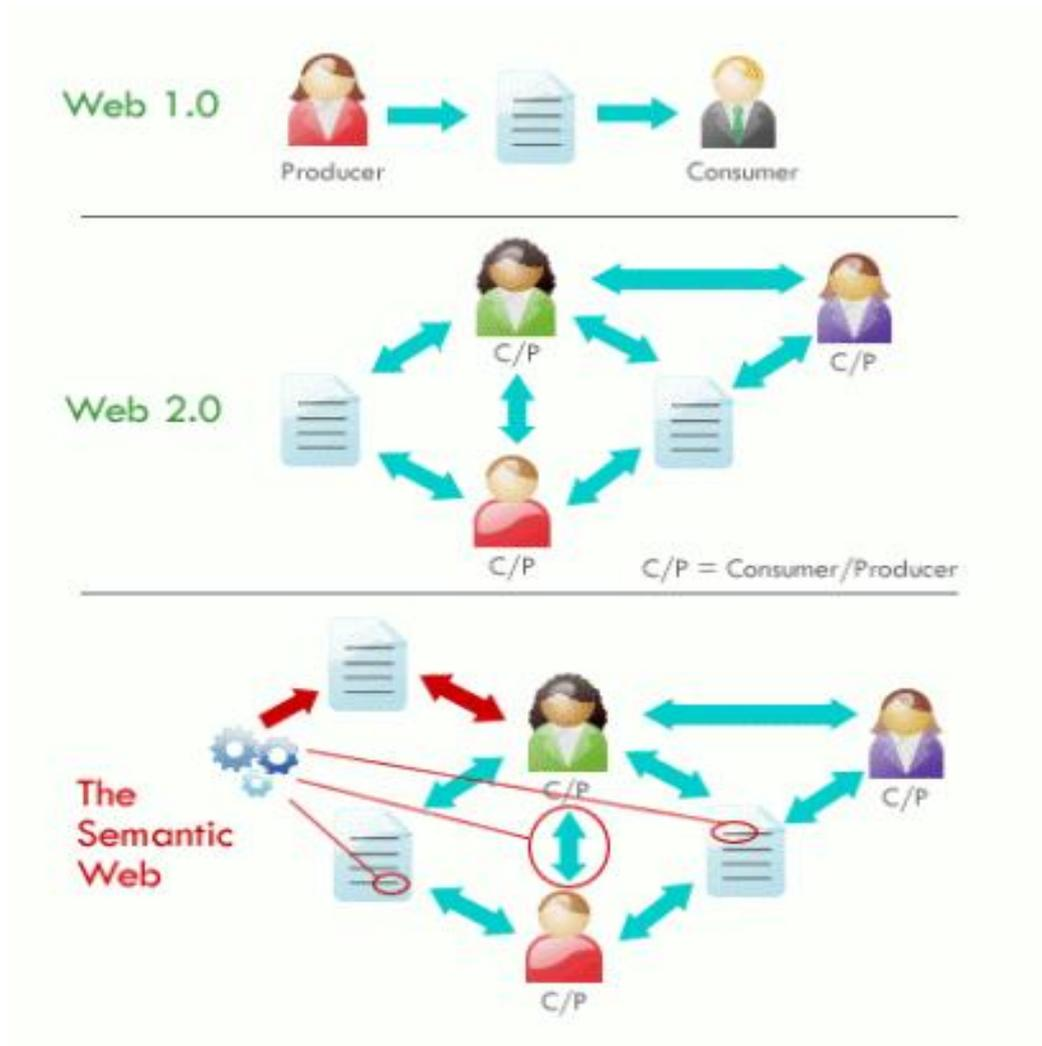 Web 1.0
Producer
Consumer
C/P
C/P
Web 2.0
C/P
C/P = Consumer/Producer
The
Semantic
Web
C/P
C/P
C/P